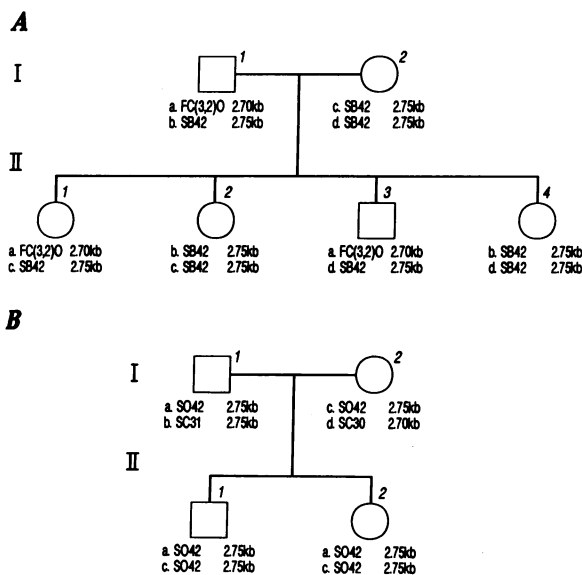 A
I
1
2
a. FC(3,2)0 2.70kb
b. SB42 2.75kb
c. SB42 2.75kb
d. SB42 2.75kb
II
1
2
3
4
a. FC(3,2)0 2.70kb
c. SB42 2.75kb
b. SB42 2.75kb
c. SB42 2.75kb
a. FC(3,2)0 2.70kb
d. SB42 2.75kb
b. SB42 2.75kb
d. SB42 2.75kb
B
I
1
2
a. SO42 2.75kb
b. SC31 2.75kb
c. SO42 2.75kb
d. SC30 2.70kb
II
1
2
a. SO42 2.75kb
c. SO42 2.75kb
a. SO42 2.75kb
c. SO42 2.75kb